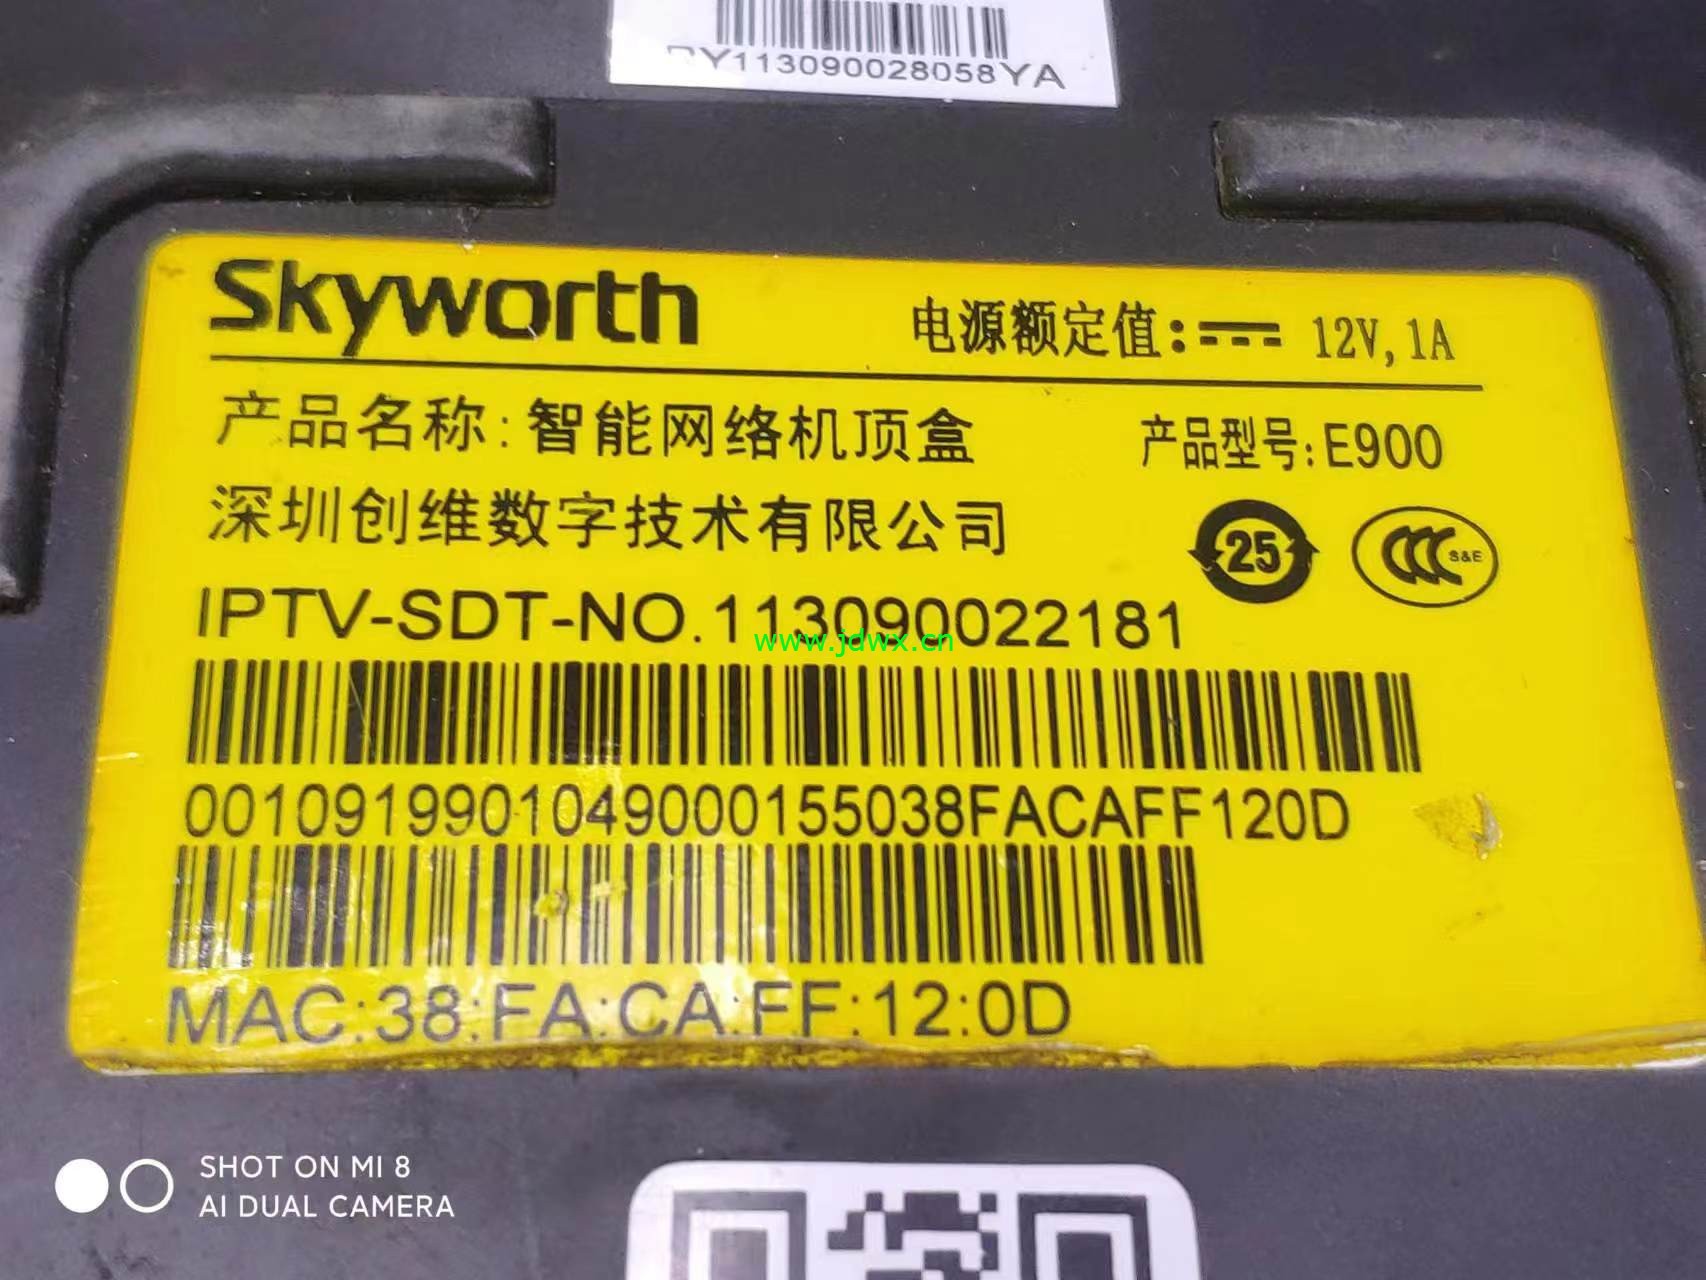 Y113090028058YA
Skyworth
电源额定值: 12V, 1A
产品名称: 智能网络机顶盒
产品型号: E900
深圳创维数字技术有限公司
25
CCC S&E
IPTV-SDT-NO.113090022181
www.jdwx.cn
0010919901049000155038FACAFF120D
MAC:38:FA:CA:FF:12:0D
SHOT ON MI 8
AI DUAL CAMERA